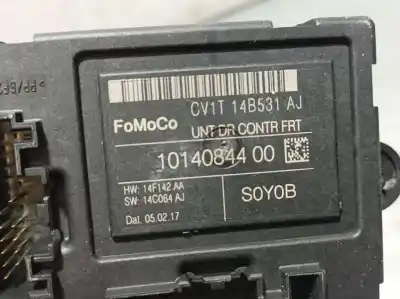 CV1T 14B531 AJ
FoMoCo
UNT DR CONTR FRT
10140844 00
HW: 14F142 AA
SW: 14C064 AJ
S0Y0B
Dat. 05.02.17